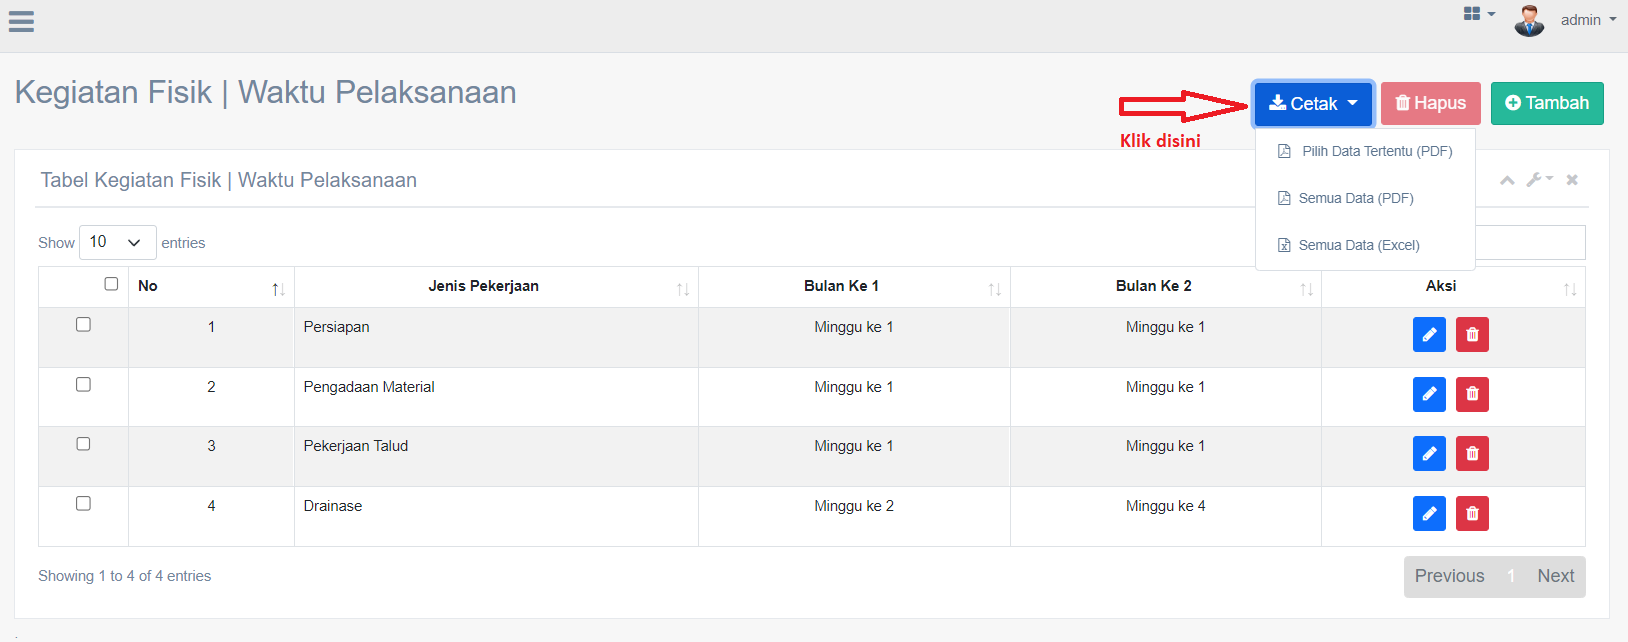 admin
Kegiatan Fisik | Waktu Pelaksanaan
Cetak
Hapus
Tambah
Klik disini
Pilih Data Tertentu (PDF)
Semua Data (PDF)
Semua Data (Excel)
Tabel Kegiatan Fisik | Waktu Pelaksanaan
Show 10 entries
No Jenis Pekerjaan Bulan Ke 1 Bulan Ke 2 Aksi
1 Persiapan Minggu ke 1 Minggu ke 1
2 Pengadaan Material Minggu ke 1 Minggu ke 1
3 Pekerjaan Talud Minggu ke 1 Minggu ke 1
4 Drainase Minggu ke 2 Minggu ke 4
Showing 1 to 4 of 4 entries
Previous 1 Next